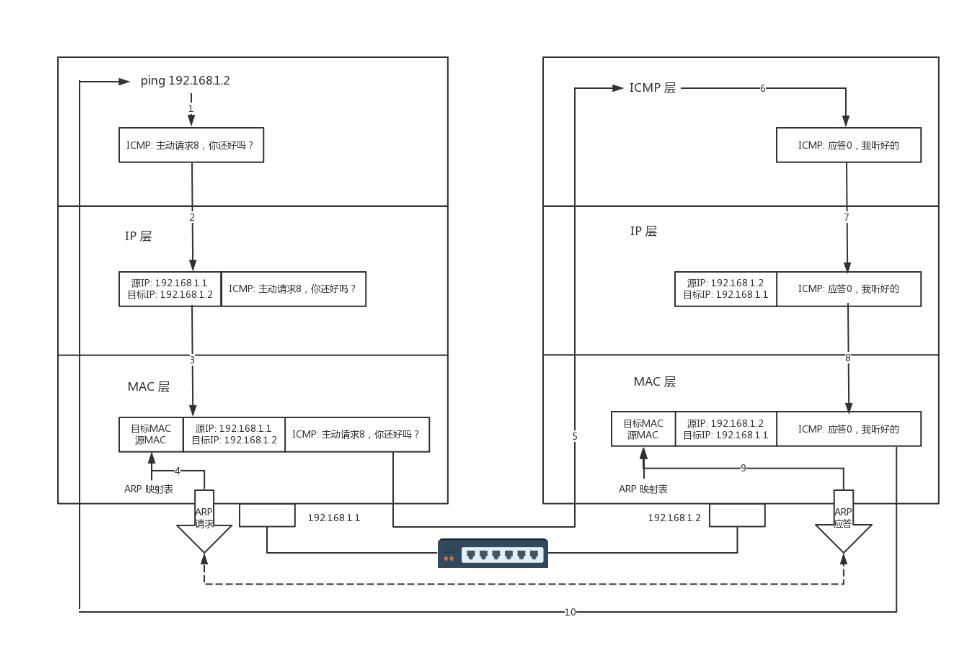 ping 192.168.1.2
1
ICMP: 主动请求8，你还好吗？
2
IP 层
源IP: 192.168.1.1
目标IP: 192.168.1.2
ICMP: 主动请求8，你还好吗？
3
MAC 层
目标MAC
源MAC
源IP: 192.168.1.1
目标IP: 192.168.1.2
ICMP: 主动请求8，你还好吗？
4
ARP 映射表
ARP
请求
192.168.1.1
5
ICMP 层
6
ICMP: 应答0，我听好的
7
IP 层
源IP: 192.168.1.2
目标IP: 192.168.1.1
ICMP: 应答0，我听好的
8
MAC 层
目标MAC
源MAC
源IP: 192.168.1.2
目标IP: 192.168.1.1
ICMP: 应答0，我听好的
9
ARP 映射表
ARP
应答
192.168.1.2
10